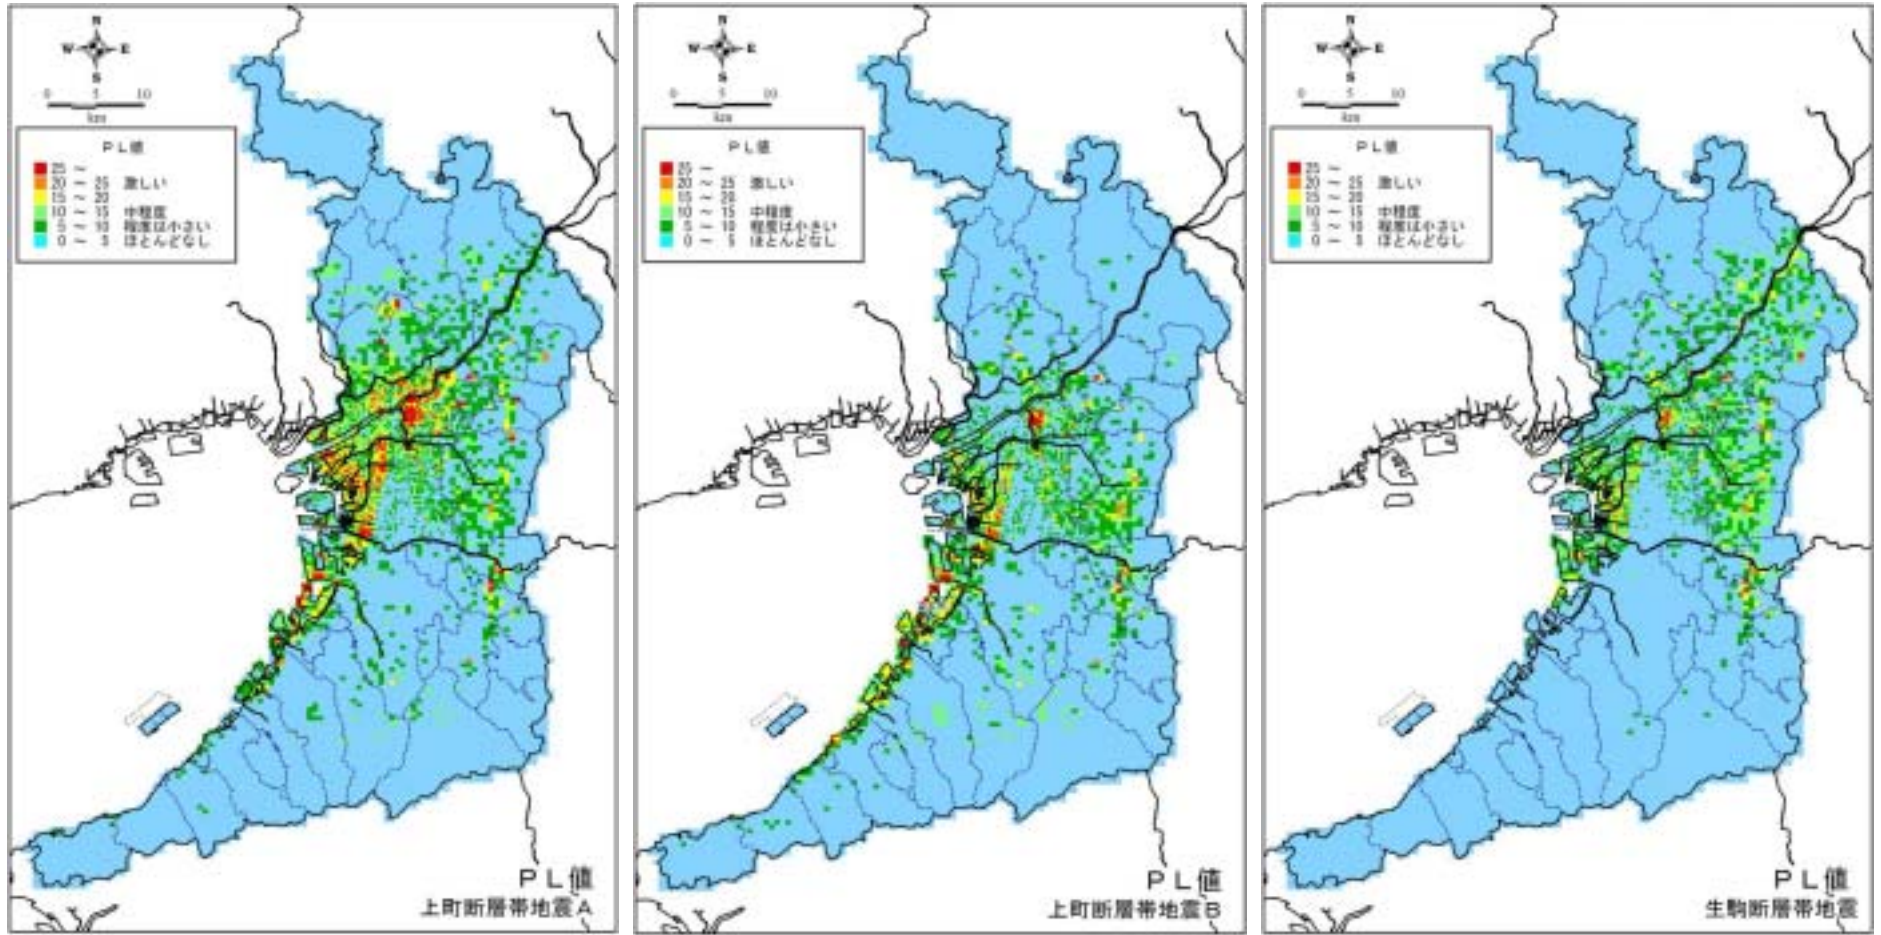 N
W E
S
0 5 10
km
PL値
25 ～
20 ～ 25 激しい
15 ～ 20
10 ～ 15 中程度
5 ～ 10 程度は小さい
0 ～ 5 ほとんどなし
PL値
上町断層帯地震A
N
W E
S
0 5 10
km
PL値
25 ～
20 ～ 25 激しい
15 ～ 20
10 ～ 15 中程度
5 ～ 10 程度は小さい
0 ～ 5 ほとんどなし
PL値
上町断層帯地震B
N
W E
S
0 5 10
km
PL値
25 ～
20 ～ 25 激しい
15 ～ 20
10 ～ 15 中程度
5 ～ 10 程度は小さい
0 ～ 5 ほとんどなし
PL値
生駒断層帯地震